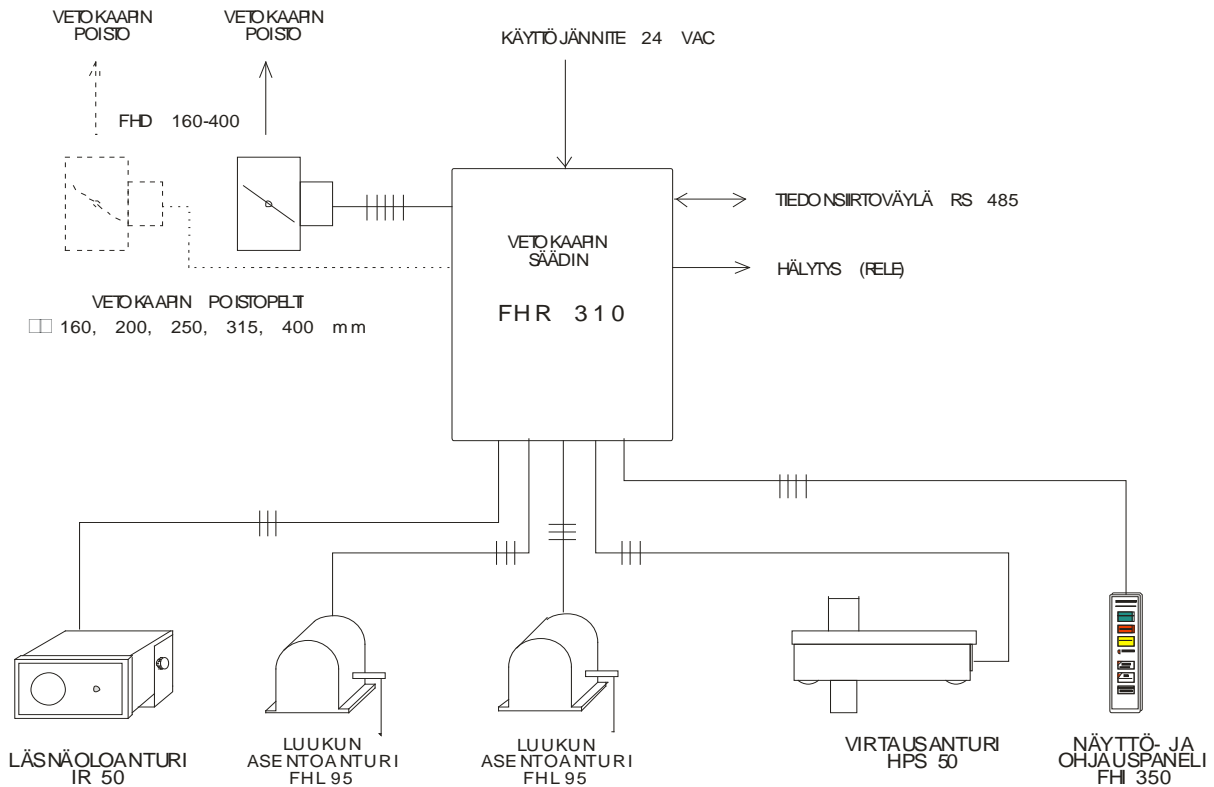 VETOKAAPIN
POISTO
VETOKAAPIN
POISTO
KÄYTTÖJÄNNITE 24 VAC
FHD 160-400
TIEDONSIIRTOVÄYLÄ RS 485
VETOKAAPIN
SÄÄDIN
HÄLYTYS (RELE)
VETOKAAPIN POISTOPELTI
160, 200, 250, 315, 400 mm
FHR 310
LÄSNÄOLOANTURI
IR 50
LUUKUN
ASENTOANTURI
FHL 95
LUUKUN
ASENTOANTURI
FHL 95
VIRTAUSANTURI
HPS 50
NÄYTTÖ- JA
OHJAUSPANELI
FHI 350